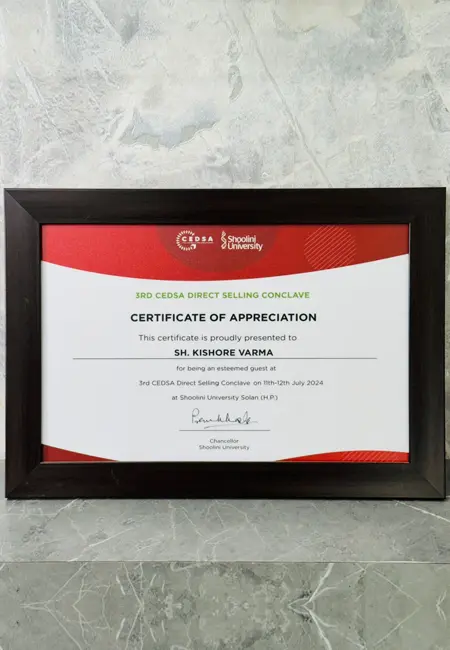 CEDSA
Shoolini
University
3RD CEDSA DIRECT SELLING CONCLAVE
CERTIFICATE OF APPRECIATION
This certificate is proudly presented to
SH. KISHORE VARMA
for being an esteemed guest at
3rd CEDSA Direct Selling Conclave on 11th-12th July 2024
at Shoolini University Solan (H.P.)
Chancellor
Shoolini University